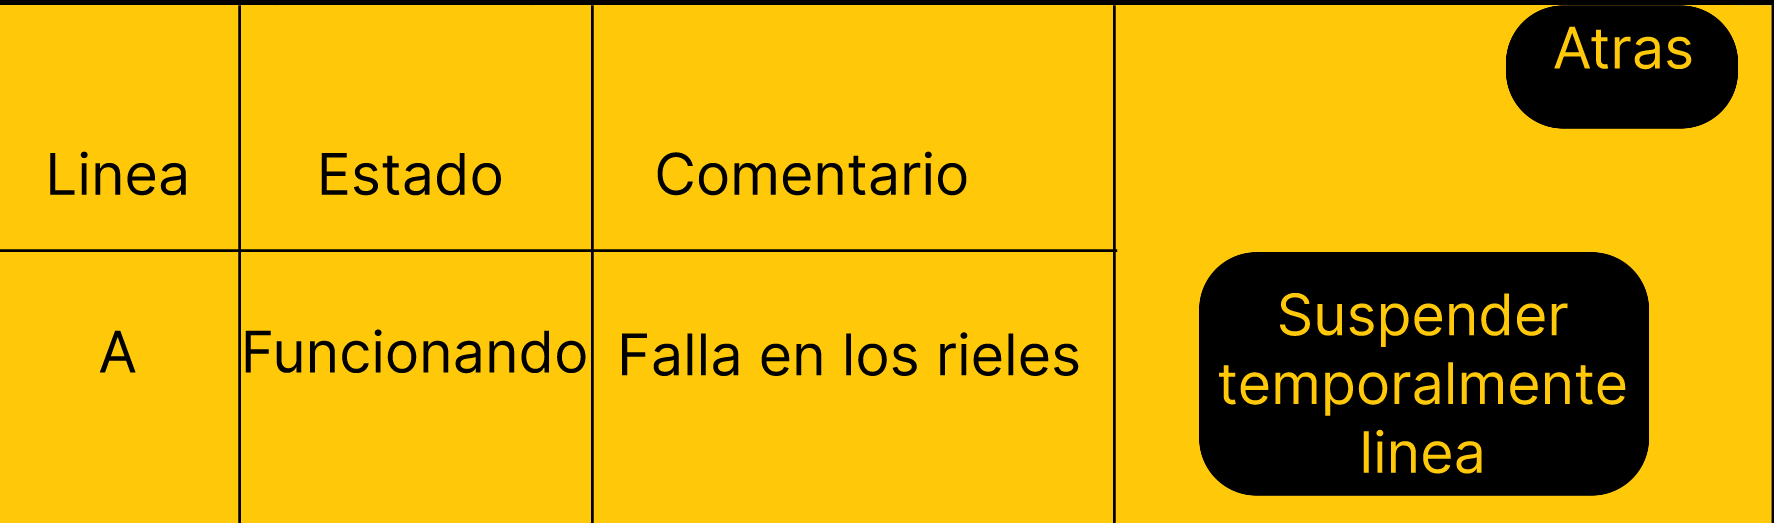 Atras
Linea Estado Comentario
A Funcionando Falla en los rieles
Suspender
temporalmente
linea